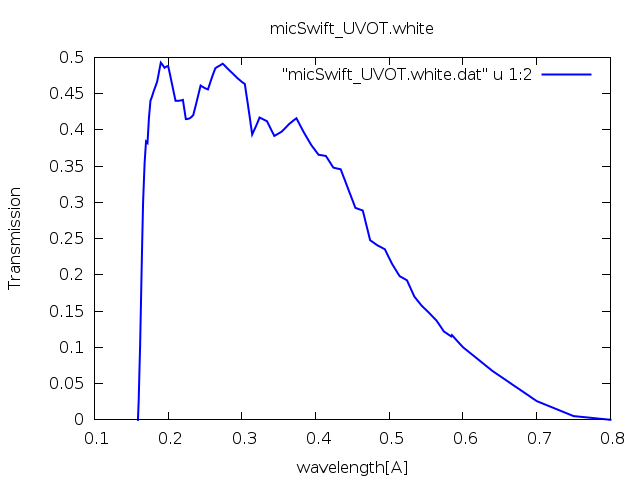 micSwift_UVOT.white
"micSwift_UVOT.white.dat" u 1:2
0.5
0.45
0.4
0.35
0.3
0.25
0.2
0.15
0.1
0.05
0
Transmission
0.1 0.2 0.3 0.4 0.5 0.6 0.7 0.8
wavelength[A]